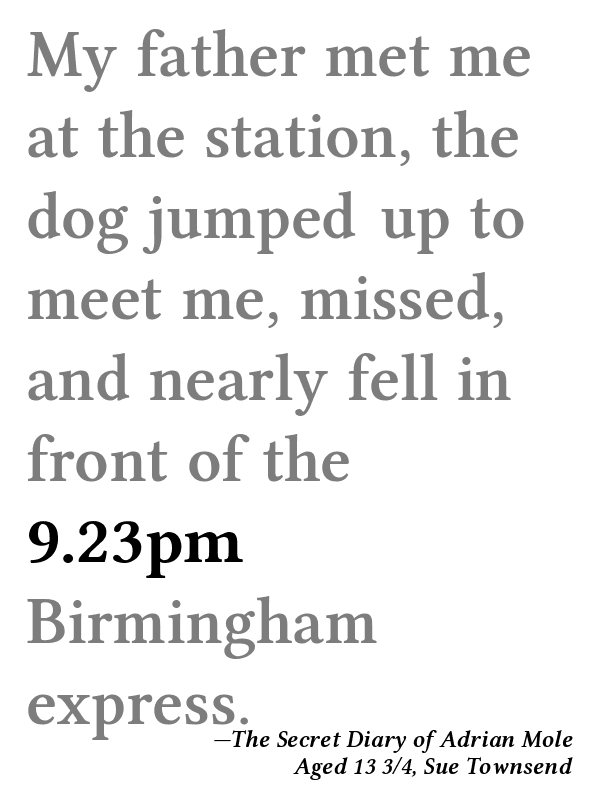 My father met me
at the station, the
dog jumped up to
meet me, missed,
and nearly fell in
front of the
9.23pm
Birmingham
express.
—The Secret Diary of Adrian Mole
Aged 13 3/4, Sue Townsend